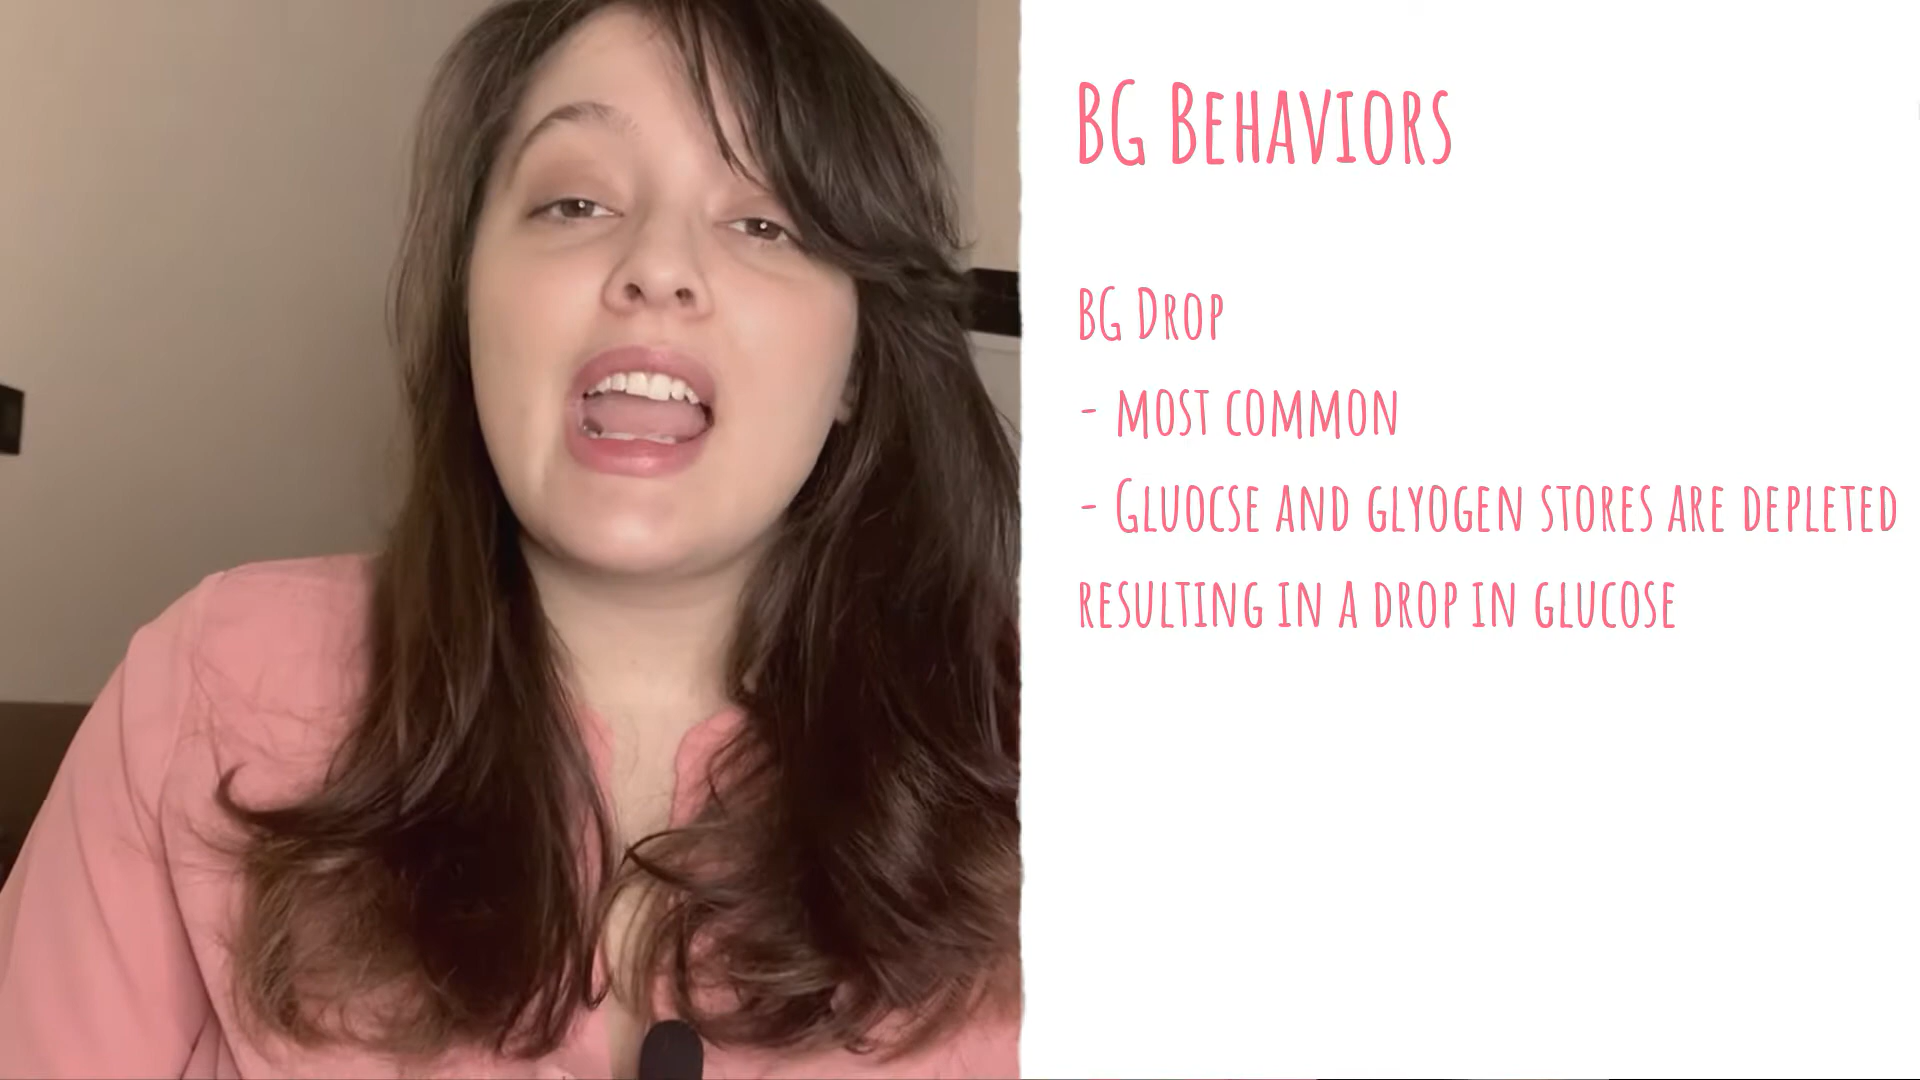 BG Behaviors
BG Drop
- most common
- Gluocse and glyogen stores are depleted
resulting in a drop in glucose